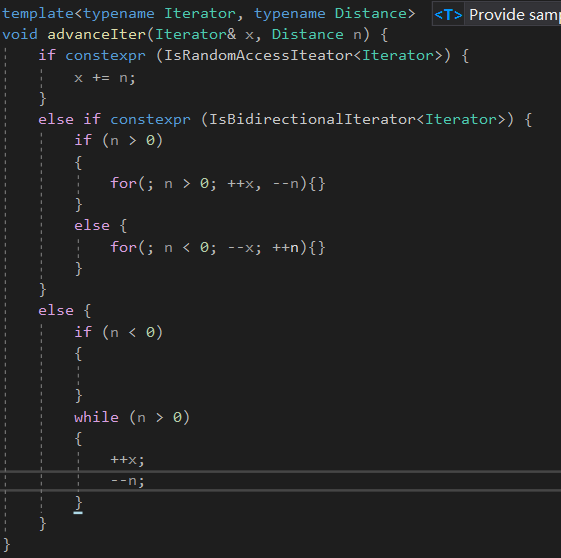 template<typename Iterator, typename Distance> <T> Provide samp
void advanceIter(Iterator& x, Distance n) {
    if constexpr (IsRandomAccessIteator<Iterator>) {
        x += n;
    }
    else if constexpr (IsBidirectionalIterator<Iterator>) {
        if (n > 0)
        {
            for(; n > 0; ++x, --n){}
        }
        else {
            for(; n < 0; --x; ++n){}
        }
    }
    else {
        if (n < 0)
        {
        }
        while (n > 0)
        {
            ++x;
            --n;
        }
    }
}